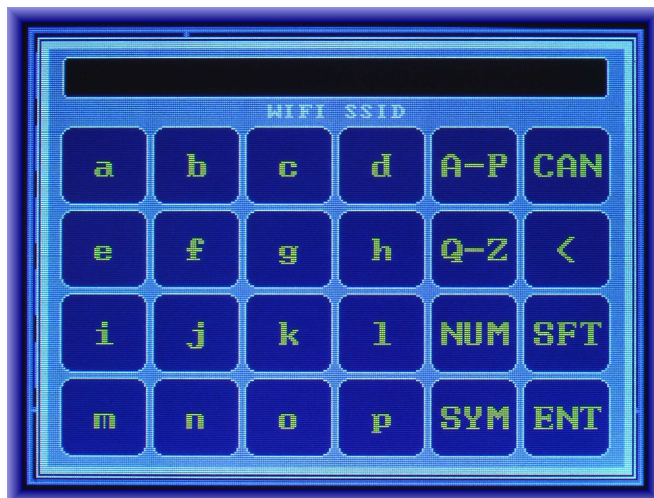 WIFI SSID
a b c d A-P CAN
e f g h Q-Z <
i j k l NUM SFT
m n o p SYM ENT